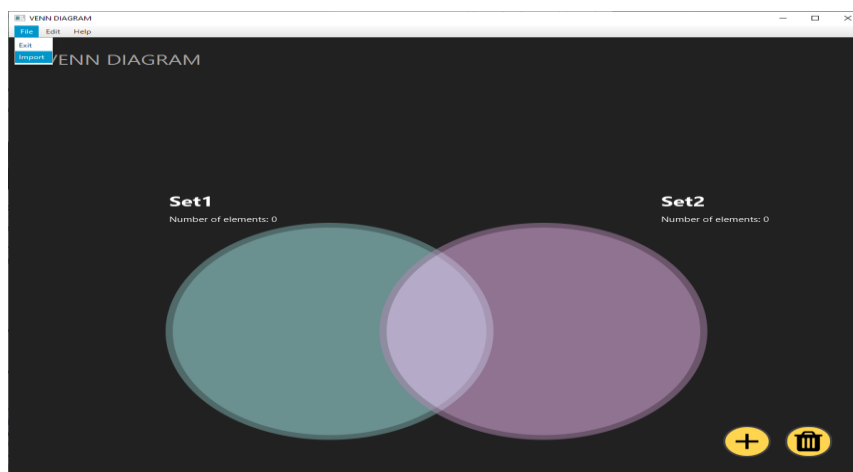 VENN DIAGRAM
File Edit Help
Exit
Import
VENN DIAGRAM
Set1
Number of elements: 0
Set2
Number of elements: 0